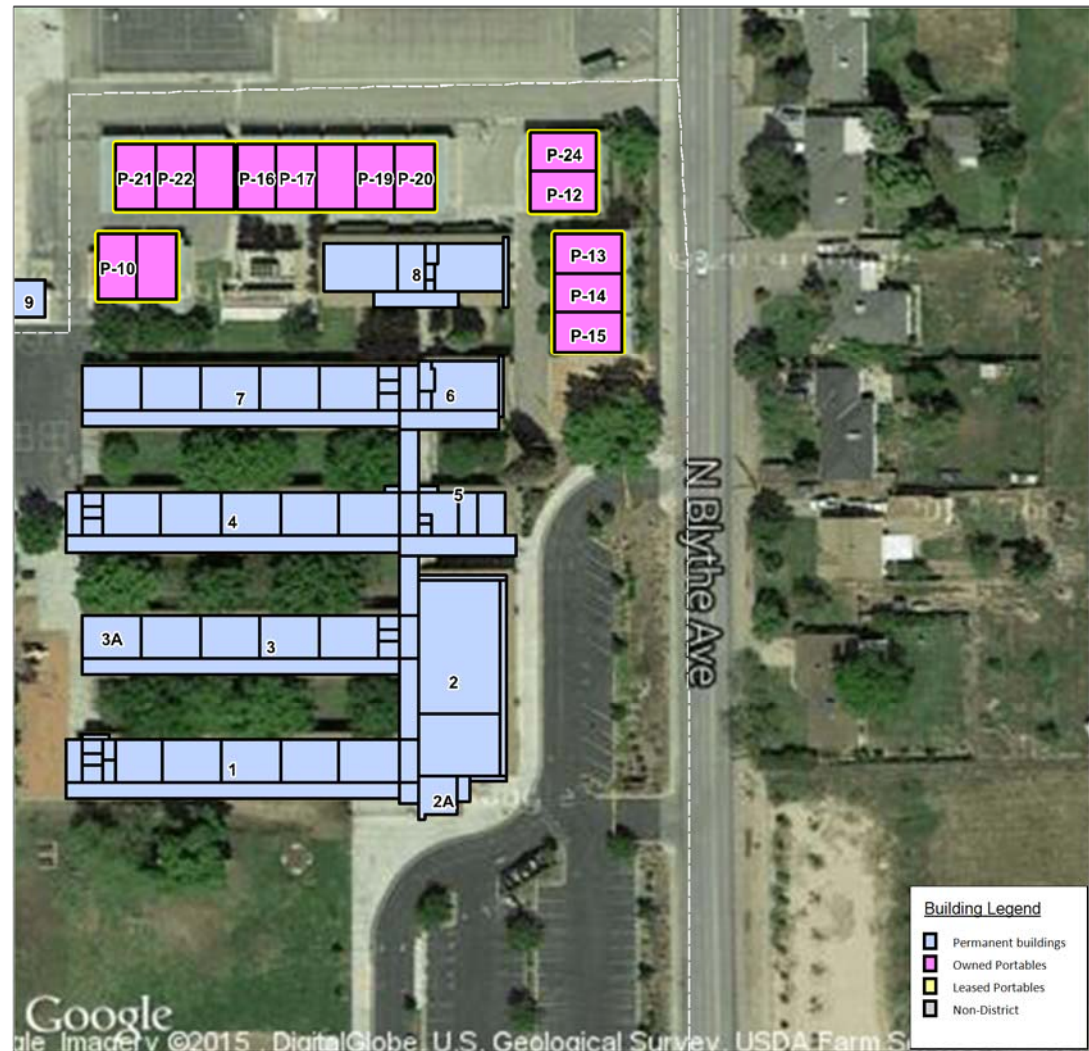 P-24
P-21 P-22 P-16 P-17 P-19 P-20
P-12
P-13
P-10
8
P-14
9
P-15
7
6
5
4
3A
3
2
1
2A
N Blythe Ave
Building Legend
Permanent buildings
Owned Portables
Leased Portables
Non-District
Google
Imagery ©2015 , DigitalGlobe, U.S. Geological Survey, USDA Farm